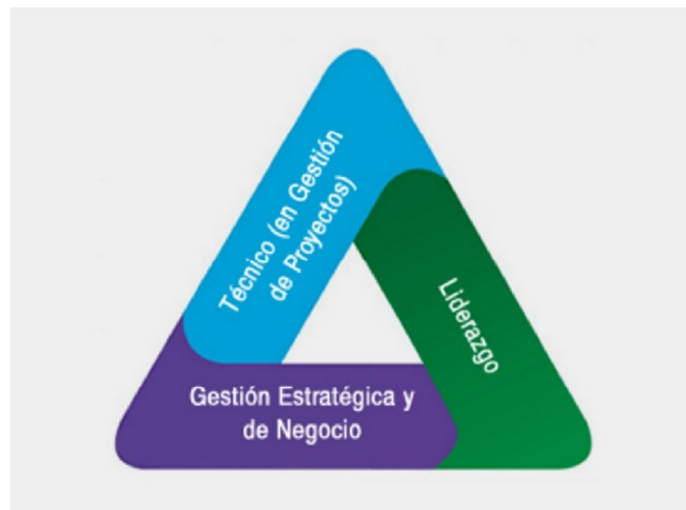 Técnico (en Gestión
de Proyectos)
Liderazgo
Gestión Estratégica y
de Negocio